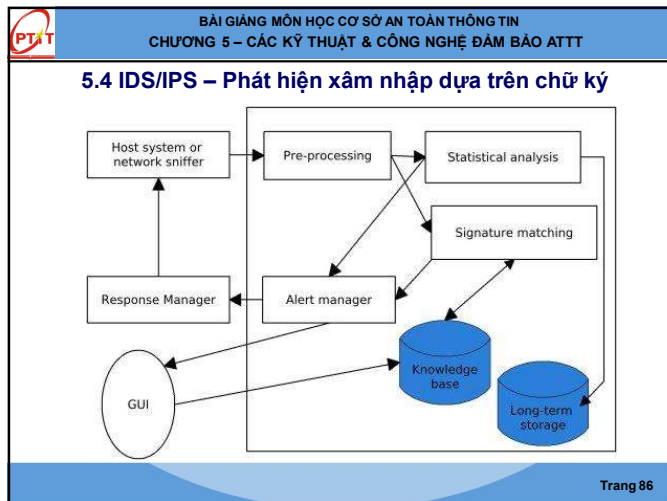 PTIT
BÀI GIẢNG MÔN HỌC CƠ SỞ AN TOÀN THÔNG TIN
CHƯƠNG 5 – CÁC KỸ THUẬT & CÔNG NGHỆ ĐẢM BẢO ATTT
5.4 IDS/IPS – Phát hiện xâm nhập dựa trên chữ ký
Host system or
network sniffer
Pre-processing
Statistical analysis
Signature matching
Response Manager
Alert manager
Knowledge
base
GUI
Long-term
storage
Trang 86